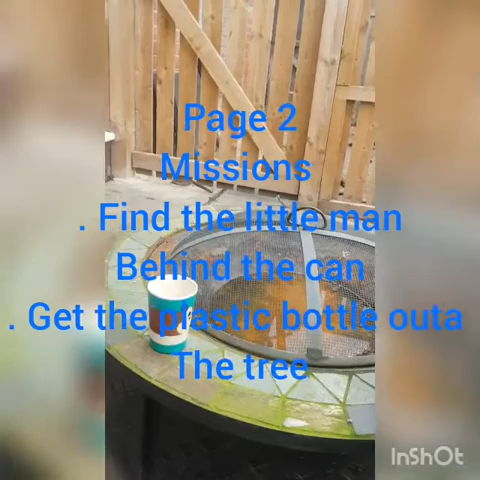 Page 2
Missions
. Find the little man
Behind the can
. Get the plastic bottle outa
The tree
InShOt